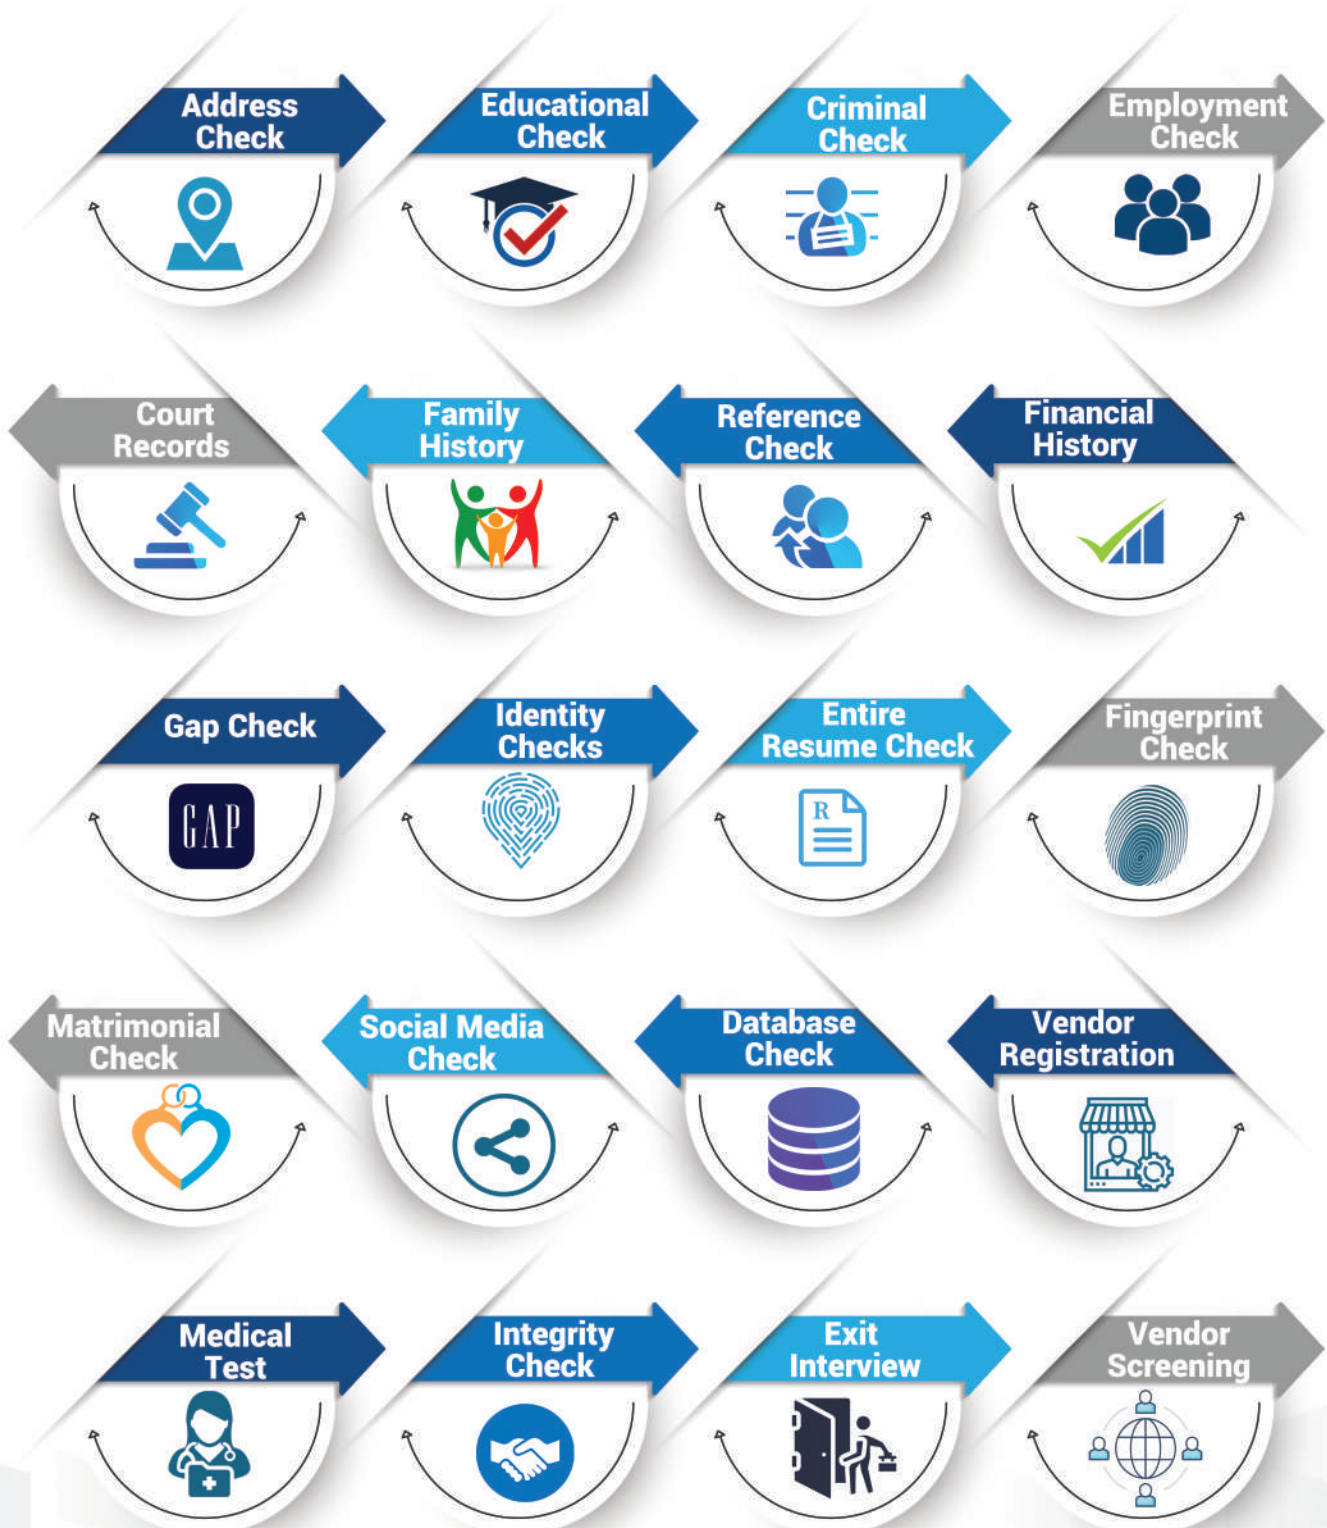 Address
Check
Educational
Check
Criminal
Check
Employment
Check
Court
Records
Family
History
Reference
Check
Financial
History
Gap Check
GAP
Identity
Checks
Entire
Resume Check
R
Fingerprint
Check
Matrimonial
Check
Social Media
Check
Database
Check
Vendor
Registration
Medical
Test
Integrity
Check
Exit
Interview
Vendor
Screening